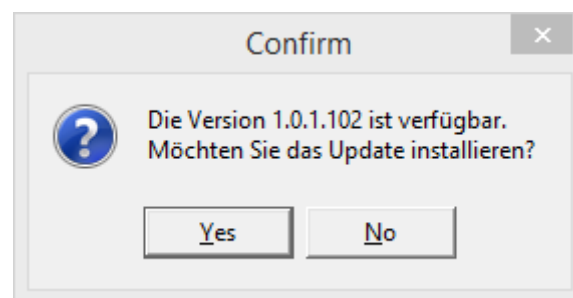 Confirm
Die Version 1.0.1.102 ist verfügbar.
Möchten Sie das Update installieren?
Yes No